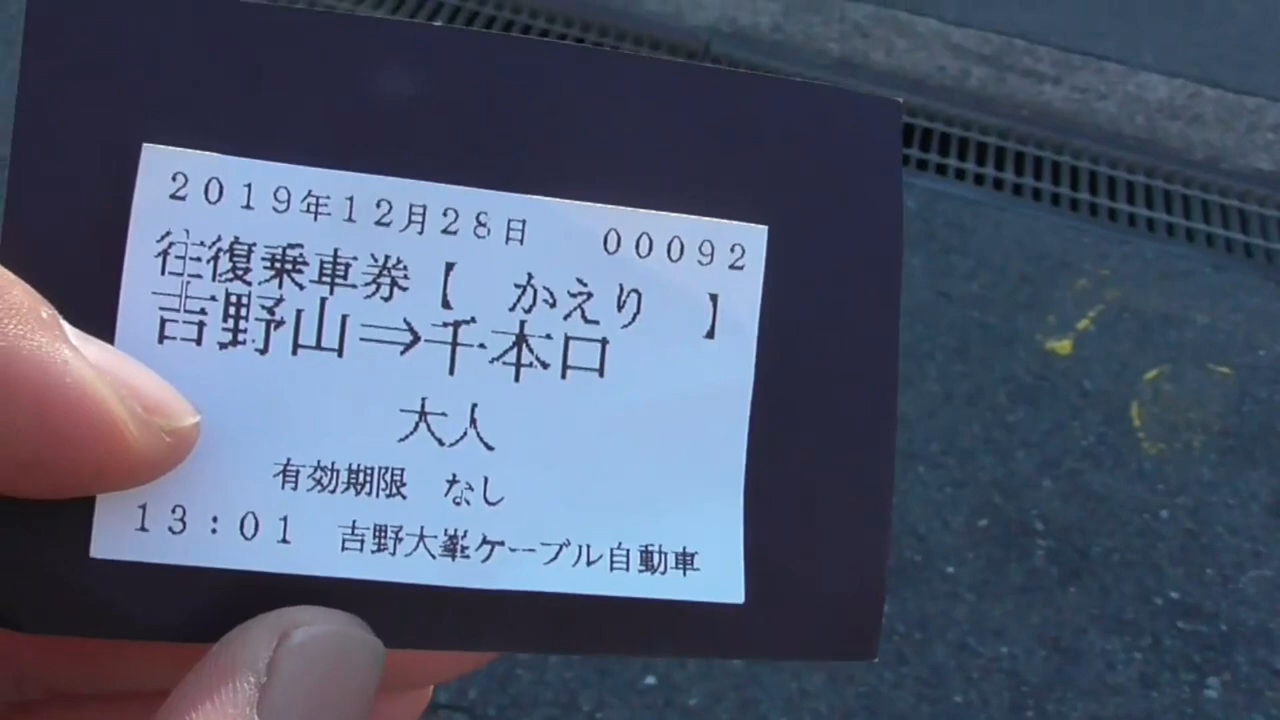 2019年12月28日 00092
往復乗車券【 かえり 】
吉野山⇒千本口
大人
有効期限 なし
13:01 吉野大峯ケーブル自動車